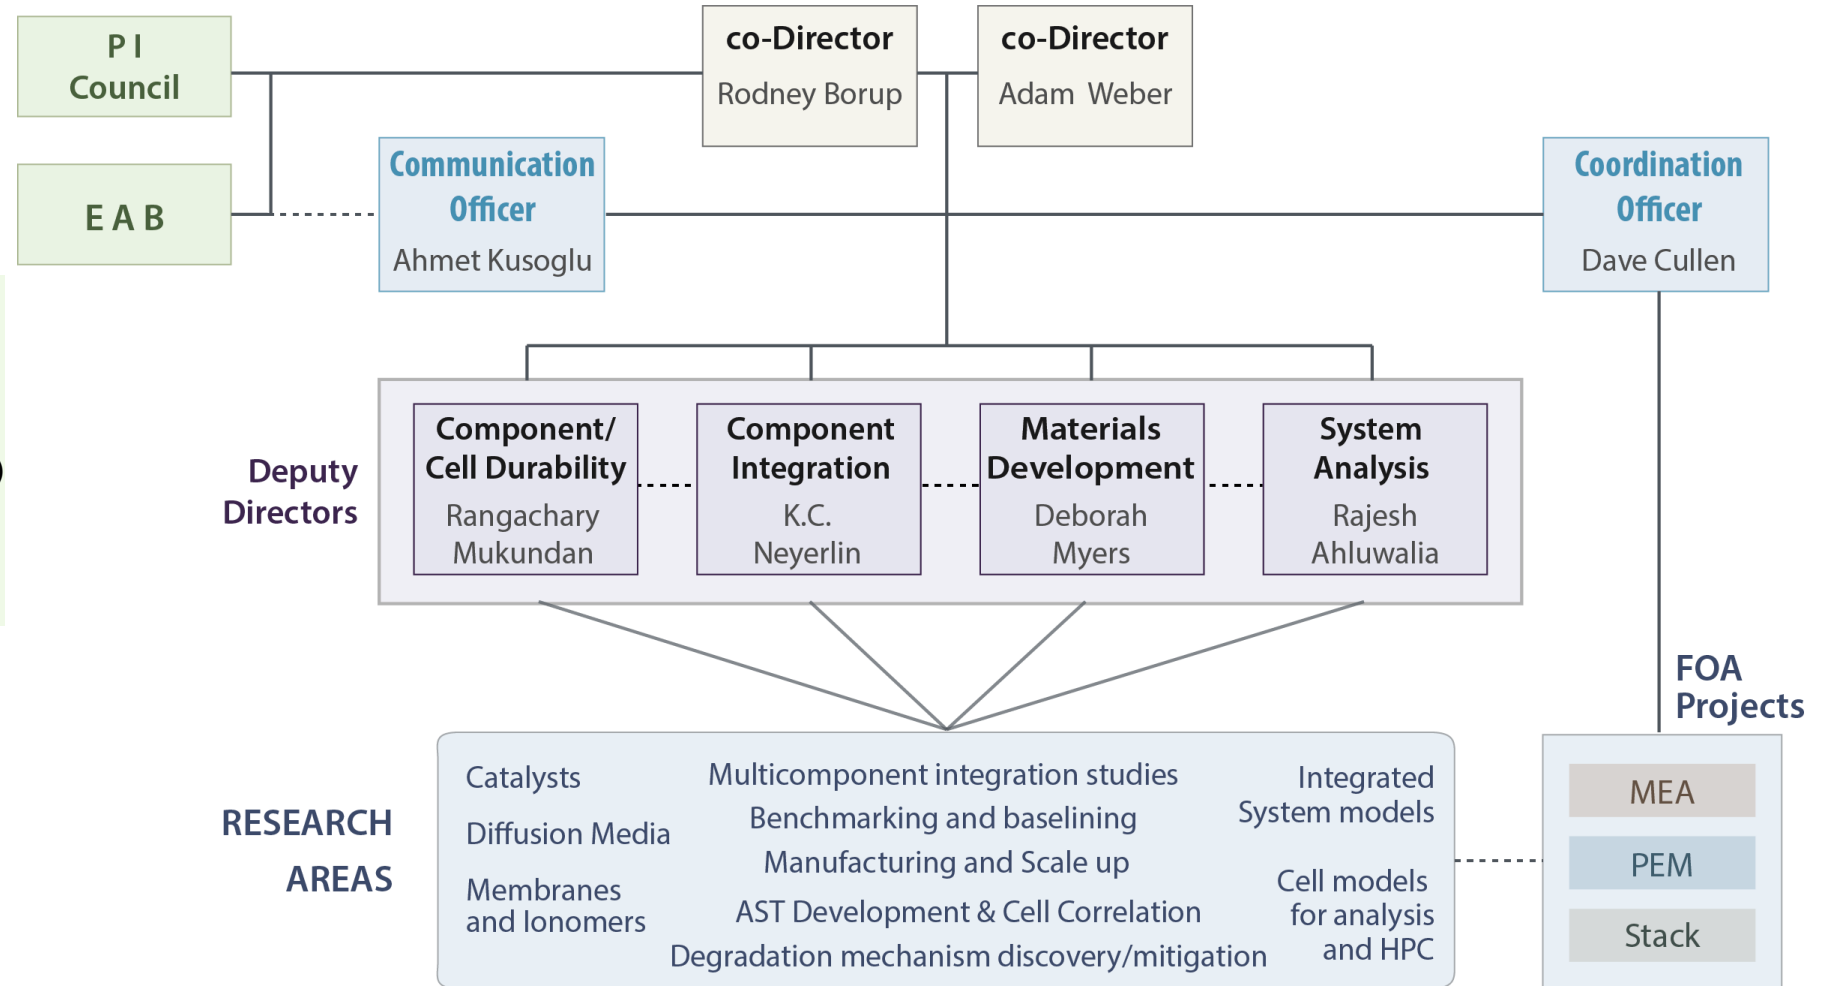 P I
Council
co-Director
Rodney Borup
co-Director
Adam Weber
E A B
Communication
Officer
Ahmet Kusoglu
Coordination
Officer
Dave Cullen
Deputy
Directors
Component/
Cell Durability
Rangachary
Mukundan
Component
Integration
K.C.
Neyerlin
Materials
Development
Deborah
Myers
System
Analysis
Rajesh
Ahluwalia
)
FOA
Projects
RESEARCH
AREAS
Catalysts
Diffusion Media
Membranes
and Ionomers
Multicomponent integration studies
Benchmarking and baselining
Manufacturing and Scale up
AST Development & Cell Correlation
Degradation mechanism discovery/mitigation
Integrated
System models
Cell models
for analysis
and HPC
MEA
PEM
Stack